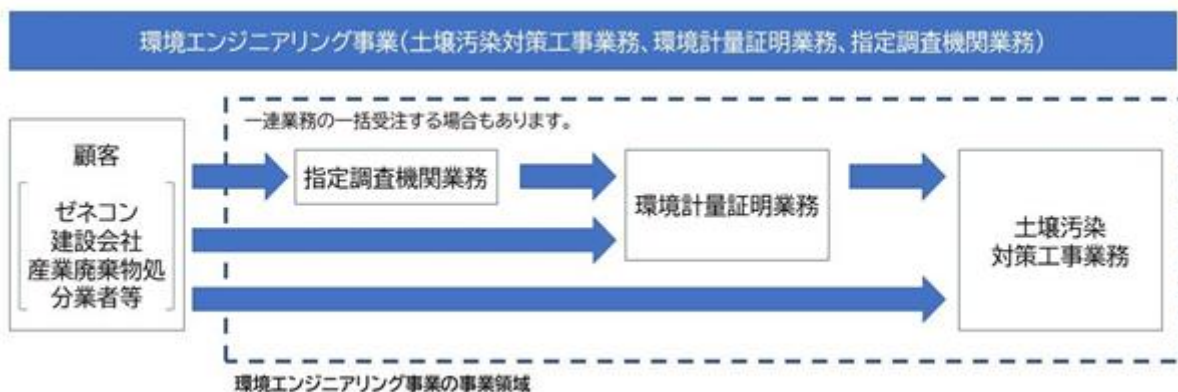 環境エンジニアリング事業(土壌汚染対策工事業務、環境計量証明業務、指定調査機関業務)
一連業務の一括受注する場合もあります。
顧客
ゼネコン
建設会社
産業廃棄物処
分業者等
指定調査機関業務
環境計量証明業務
土壌汚染
対策工事業務
環境エンジニアリング事業の事業領域